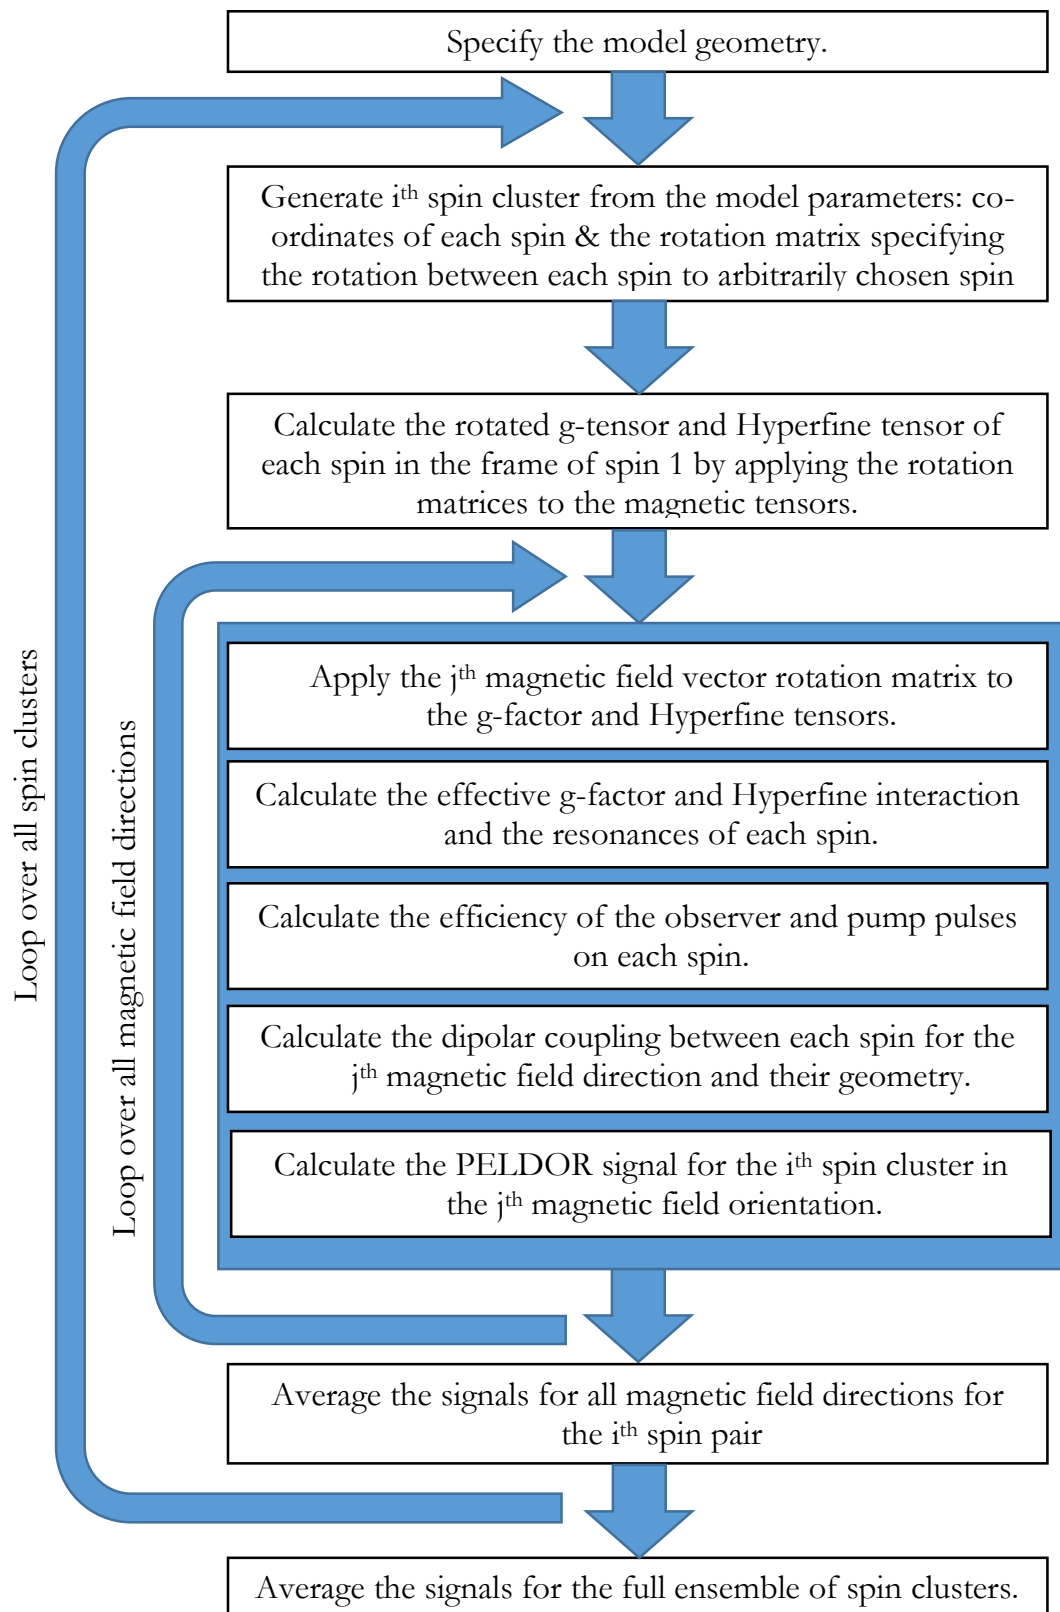 Specify the model geometry.
Generate iᵗʰ spin cluster from the model parameters: co-
ordinates of each spin & the rotation matrix specifying
the rotation between each spin to arbitrarily chosen spin
Calculate the rotated g-tensor and Hyperfine tensor of
each spin in the frame of spin 1 by applying the rotation
matrices to the magnetic tensors.
Apply the jᵗʰ magnetic field vector rotation matrix to
the g-factor and Hyperfine tensors.
Calculate the effective g-factor and Hyperfine interaction
and the resonances of each spin.
Calculate the efficiency of the observer and pump pulses
on each spin.
Calculate the dipolar coupling between each spin for the
jᵗʰ magnetic field direction and their geometry.
Calculate the PELDOR signal for the iᵗʰ spin cluster in
the jᵗʰ magnetic field orientation.
Average the signals for all magnetic field directions for
the iᵗʰ spin pair
Average the signals for the full ensemble of spin clusters.
Loop over all spin clusters
Loop over all magnetic field directions